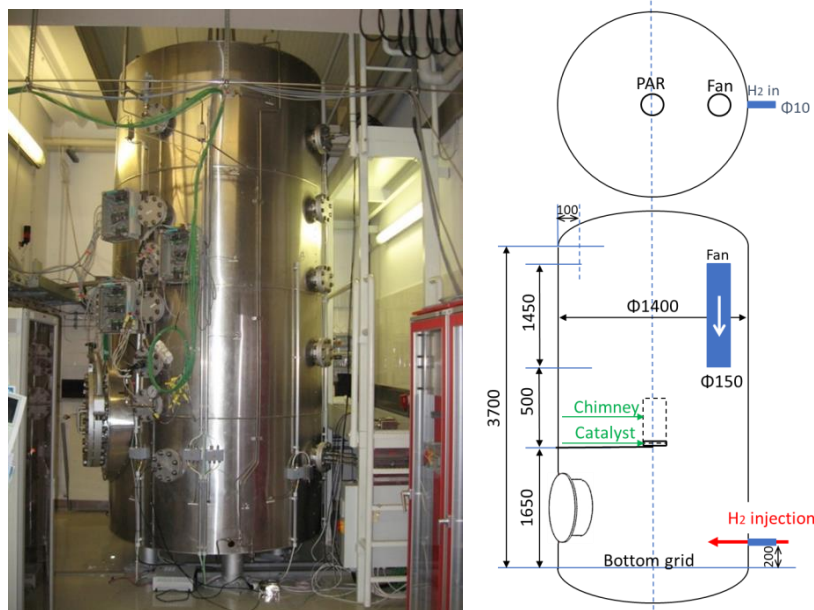 PAR
Fan
H2 in
Φ10
100
Fan
1450
Φ1400
3700
Φ150
500
Chimney
Catalyst
1650
H2 injection
Bottom grid
200